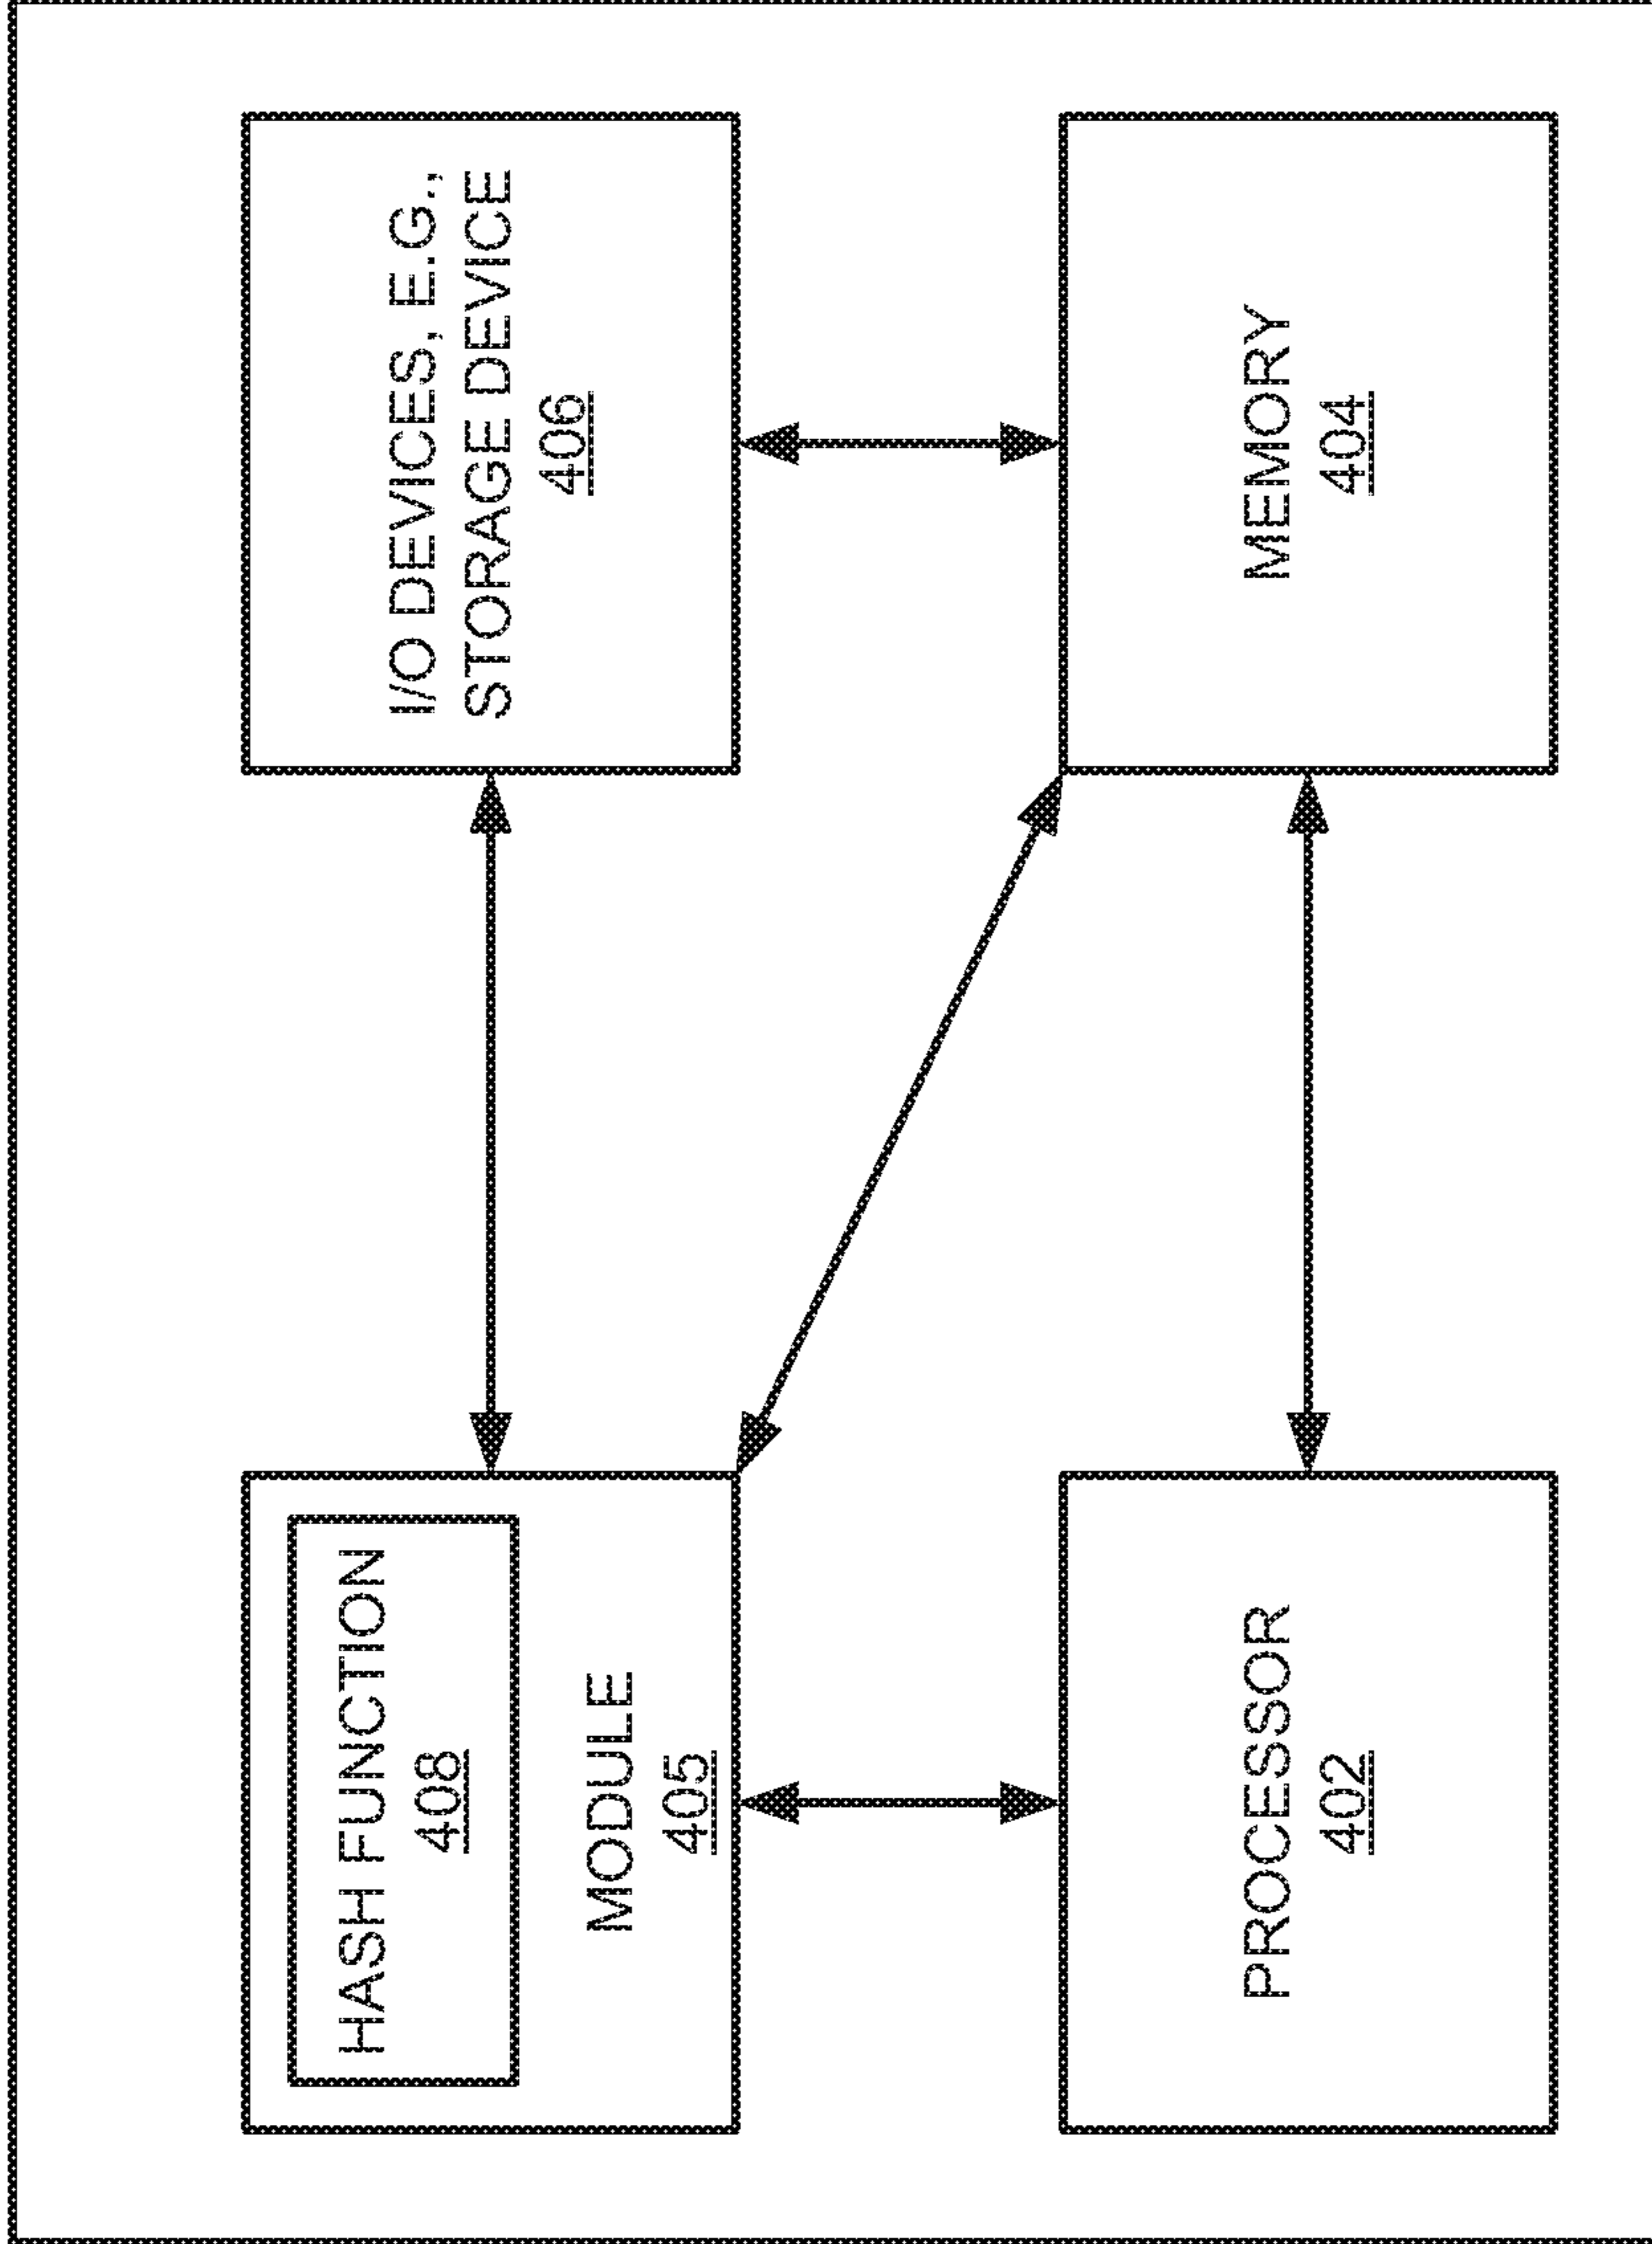 HASH FUNCTION
408
MODULE
405
I/O DEVICES, E.G.,
STORAGE DEVICE
406
PROCESSOR
402
MEMORY
404